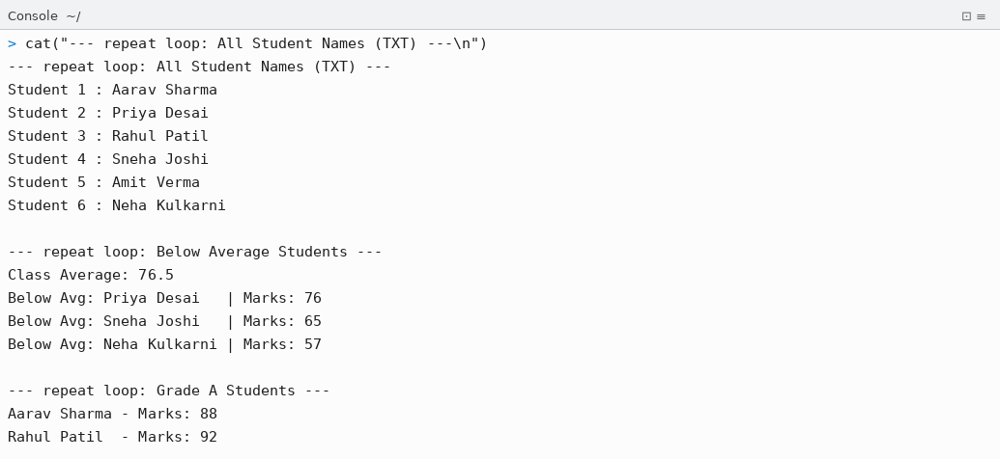 Console ~/
> cat("--- repeat loop: All Student Names (TXT) ---\n")
--- repeat loop: All Student Names (TXT) ---
Student 1 : Aarav Sharma
Student 2 : Priya Desai
Student 3 : Rahul Patil
Student 4 : Sneha Joshi
Student 5 : Amit Verma
Student 6 : Neha Kulkarni

--- repeat loop: Below Average Students ---
Class Average: 76.5
Below Avg: Priya Desai   | Marks: 76
Below Avg: Sneha Joshi   | Marks: 65
Below Avg: Neha Kulkarni | Marks: 57

--- repeat loop: Grade A Students ---
Aarav Sharma - Marks: 88
Rahul Patil  - Marks: 92